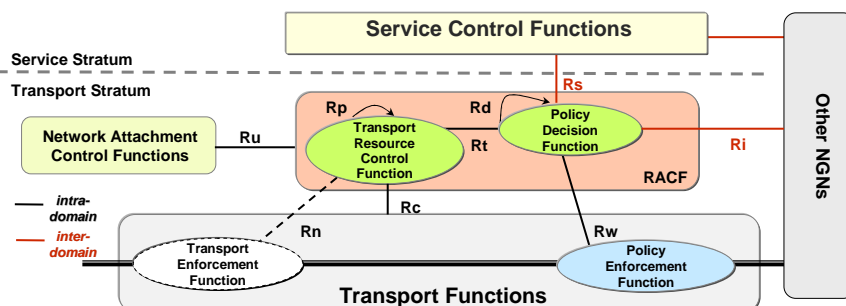 Service Control Functions
Service Stratum
Transport Stratum
Rs
Rp
Rd
Policy
Decision
Function
Transport
Resource
Control
Function
Network Attachment
Control Functions
Ru
Rt
Ri
RACF
Other NGNs
intra-
domain
inter-
domain
Rc
Rn
Rw
Transport
Enforcement
Function
Policy
Enforcement
Function
Transport Functions